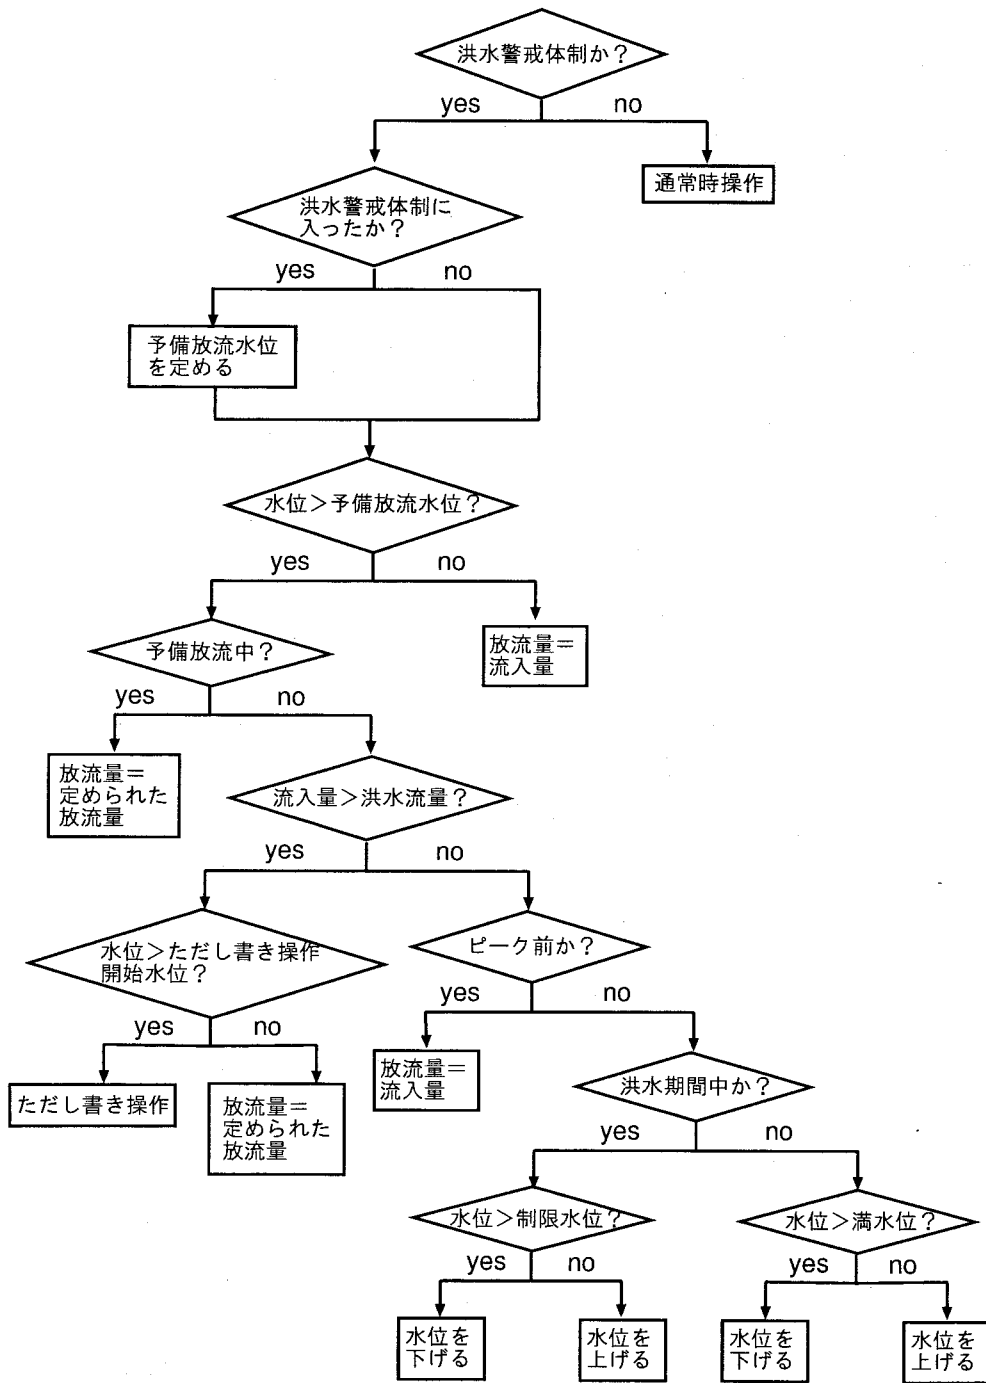 洪水警戒体制か?
yes
no
通常時操作
洪水警戒体制に
入ったか?
yes
no
予備放流水位
を定める
水位>予備放流水位?
yes
no
予備放流中?
放流量=
流入量
yes
no
放流量=
定められた
放流量
流入量>洪水流量?
yes
no
水位>ただし書き操作
開始水位?
ピーク前か?
yes
no
yes
no
ただし書き操作
放流量=
定められた
放流量
放流量=
流入量
洪水期間中か?
yes
no
水位>制限水位?
水位>満水位?
yes
no
yes
no
水位を
下げる
水位を
上げる
水位を
下げる
水位を
上げる